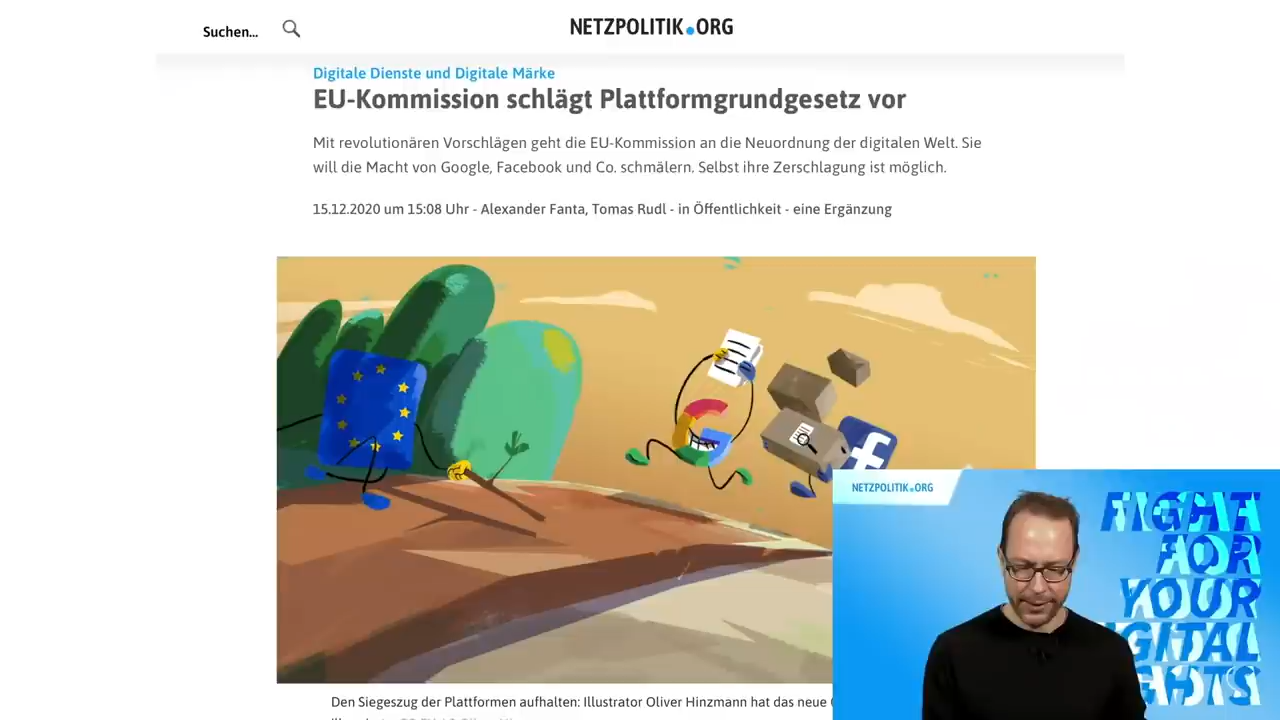 Suchen...
NETZPOLITIK.ORG
Digitale Dienste und Digitale Märke
EU-Kommission schlägt Plattformgrundgesetz vor
Mit revolutionären Vorschlägen geht die EU-Kommission an die Neuordnung der digitalen Welt. Sie
will die Macht von Google, Facebook und Co. schmälern. Selbst ihre Zerschlagung ist möglich.
15.12.2020 um 15:08 Uhr - Alexander Fanta, Tomas Rudl - in Öffentlichkeit - eine Ergänzung
Den Siegeszug der Plattformen aufhalten: Illustrator Oliver Hinzmann hat das neue
NETZPOLITIK.ORG
FIGHT
FOR
YOUR
IGITAL
GHTS